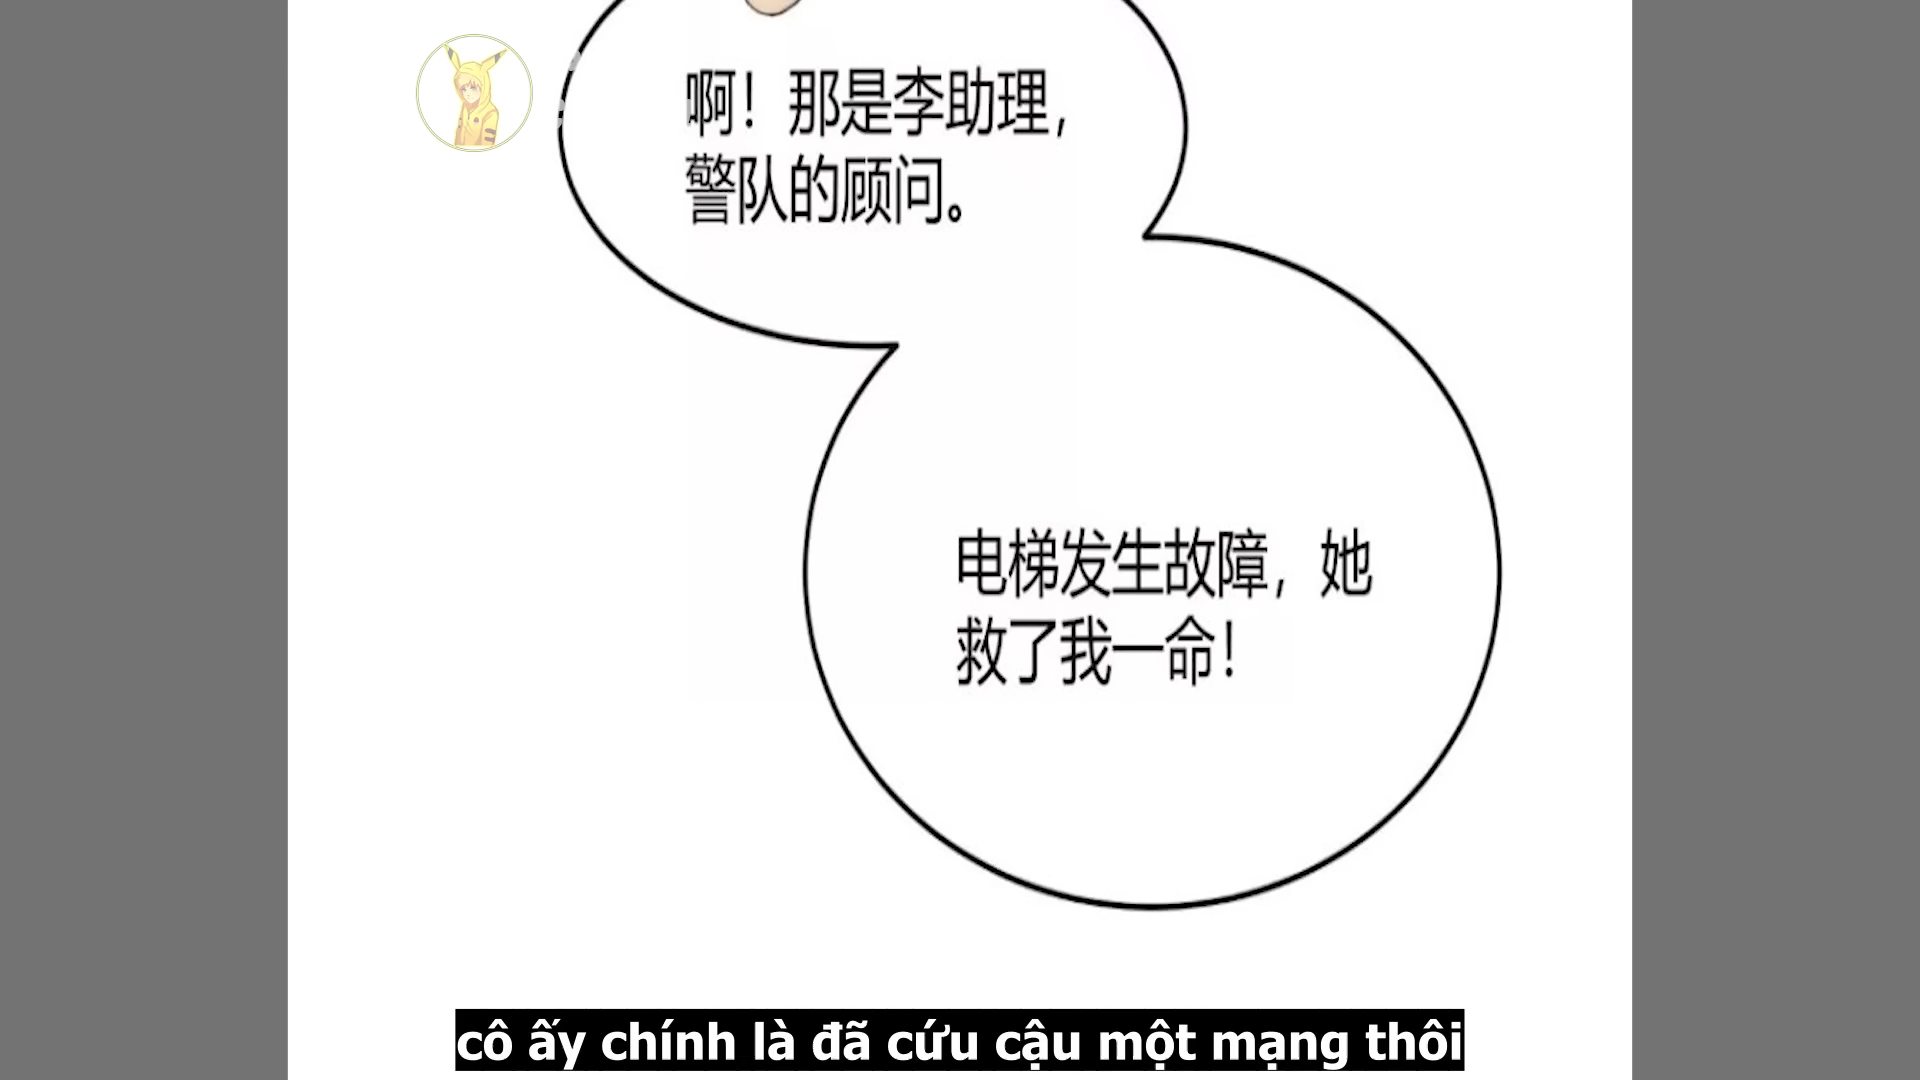 啊！那是李助理，
警队的顾问。
电梯发生故障，她
救了我一命！
cô ấy chính là đã cứu cậu một mạng thôi